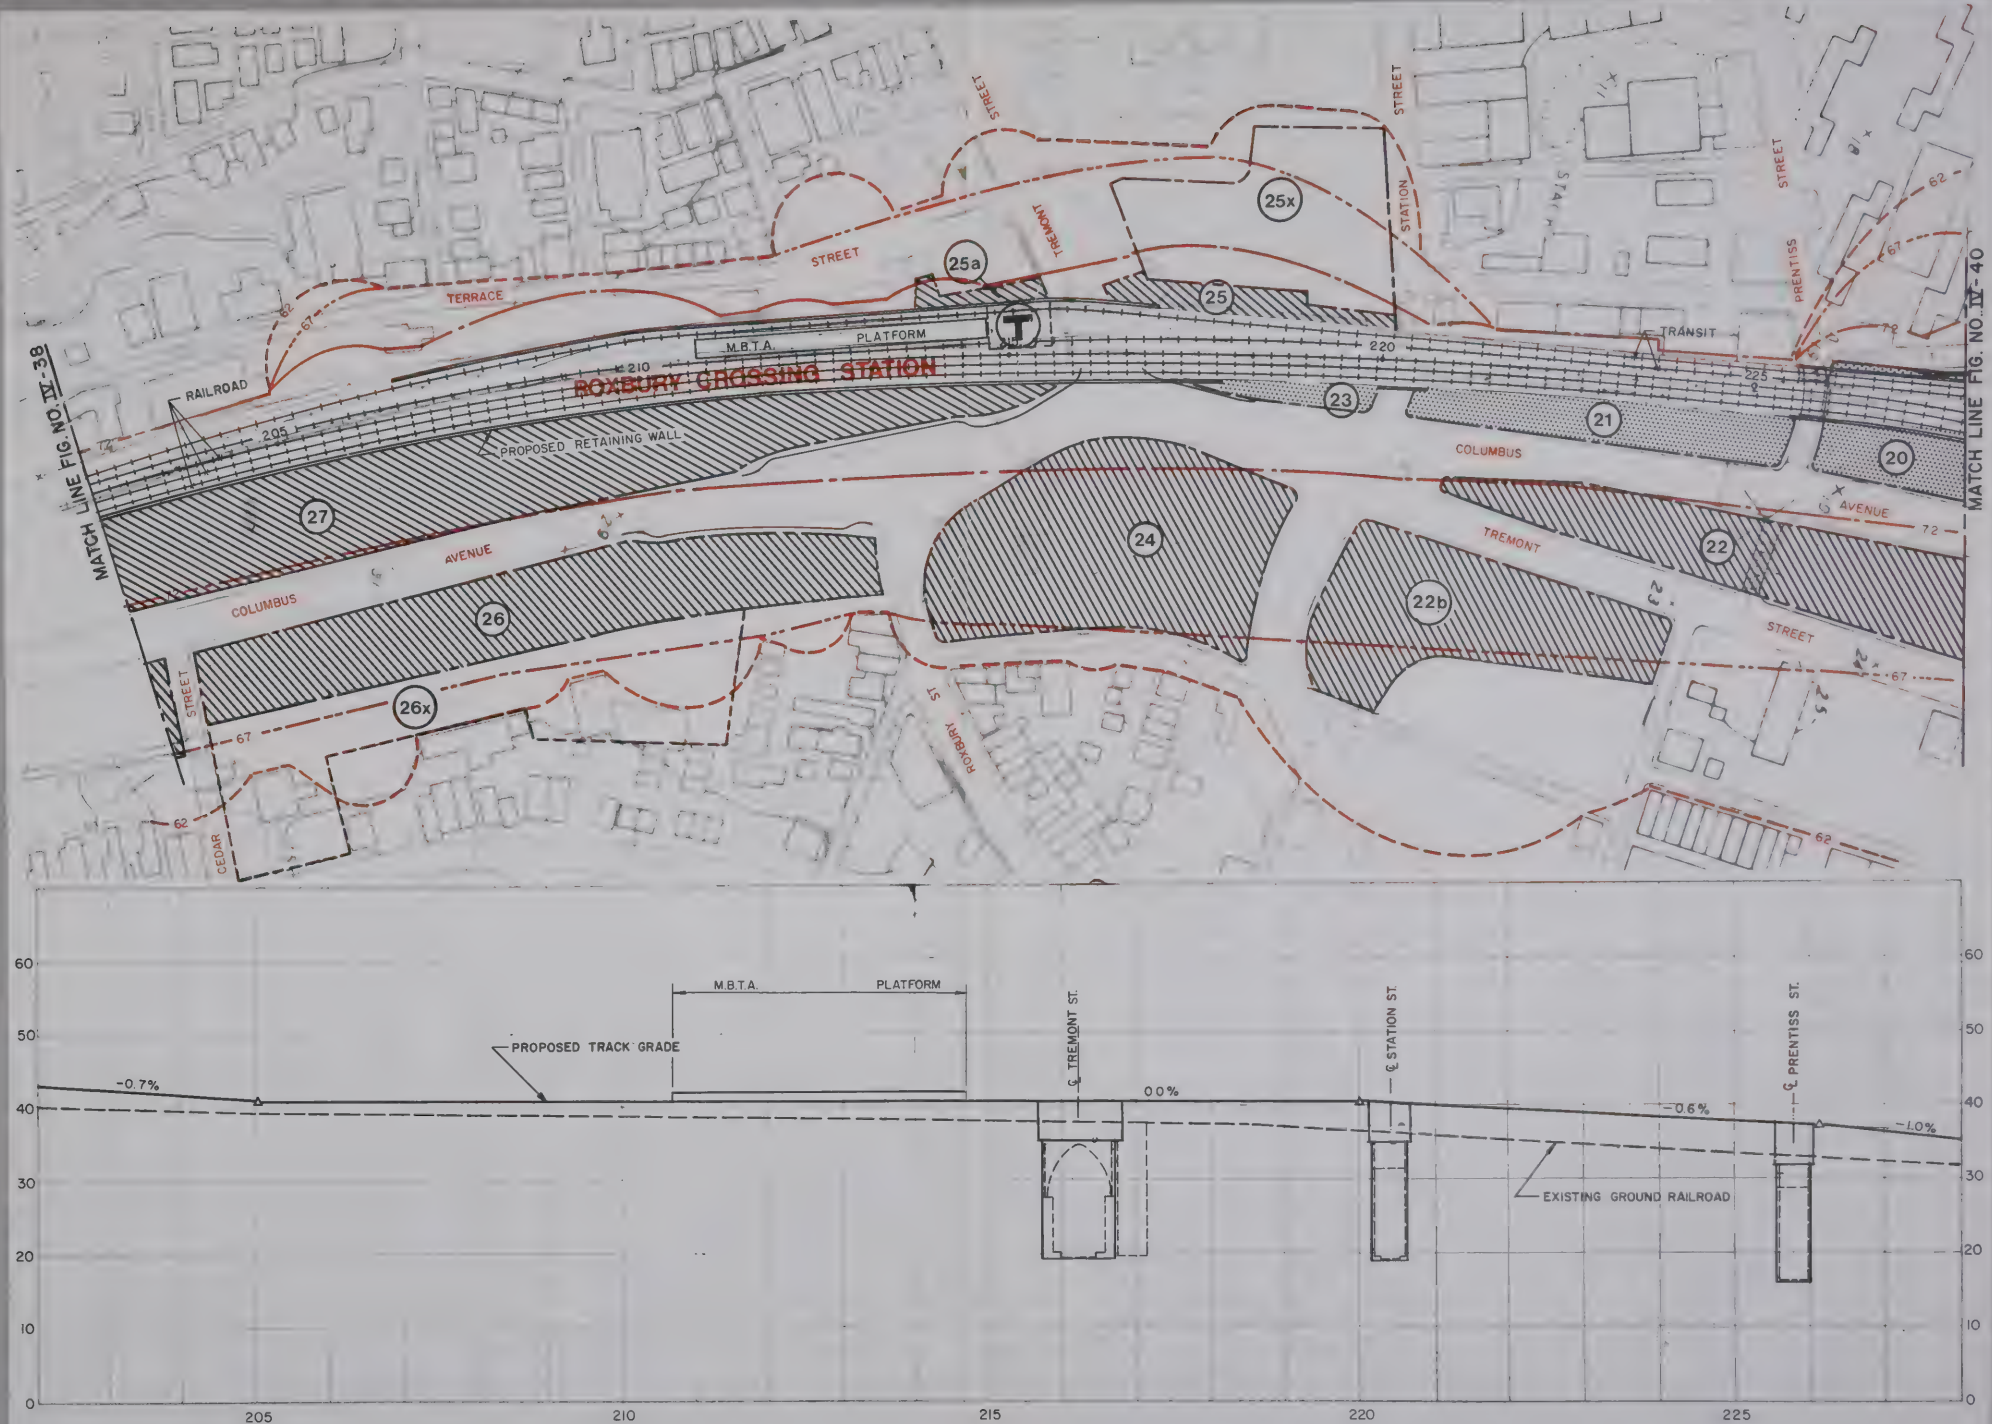 STREET
STREET
STREET
62
25x
STATION
TREMONT
PRENTISS
67
25a
STREET
TERRACE
62
67
25
72
T
TRANSIT
PLATFORM
M.B.T.A.
220
225
210
ROXBURY CROSSING STATION
RAILROAD
205
72
23
21
20
PROPOSED RETAINING WALL
COLUMBUS
AVENUE
72
27
24
22
TREMONT
AVENUE
COLUMBUS
26
22b
23
STREET
24
67
25
26x
STREET
67
ROXBURY ST
62
62
CEDAR
MATCH LINE FIG. NO. IV-38
MATCH LINE FIG. NO. IV-40
60
50
40
30
20
10
0
M.B.T.A. PLATFORM
PROPOSED TRACK GRADE
-0.7%
℄ TREMONT ST.
0.0%
℄ STATION ST.
-0.6%
℄ PRENTISS ST.
-1.0%
EXISTING GROUND RAILROAD
60
50
40
30
20
10
0
205 210 215 220 225